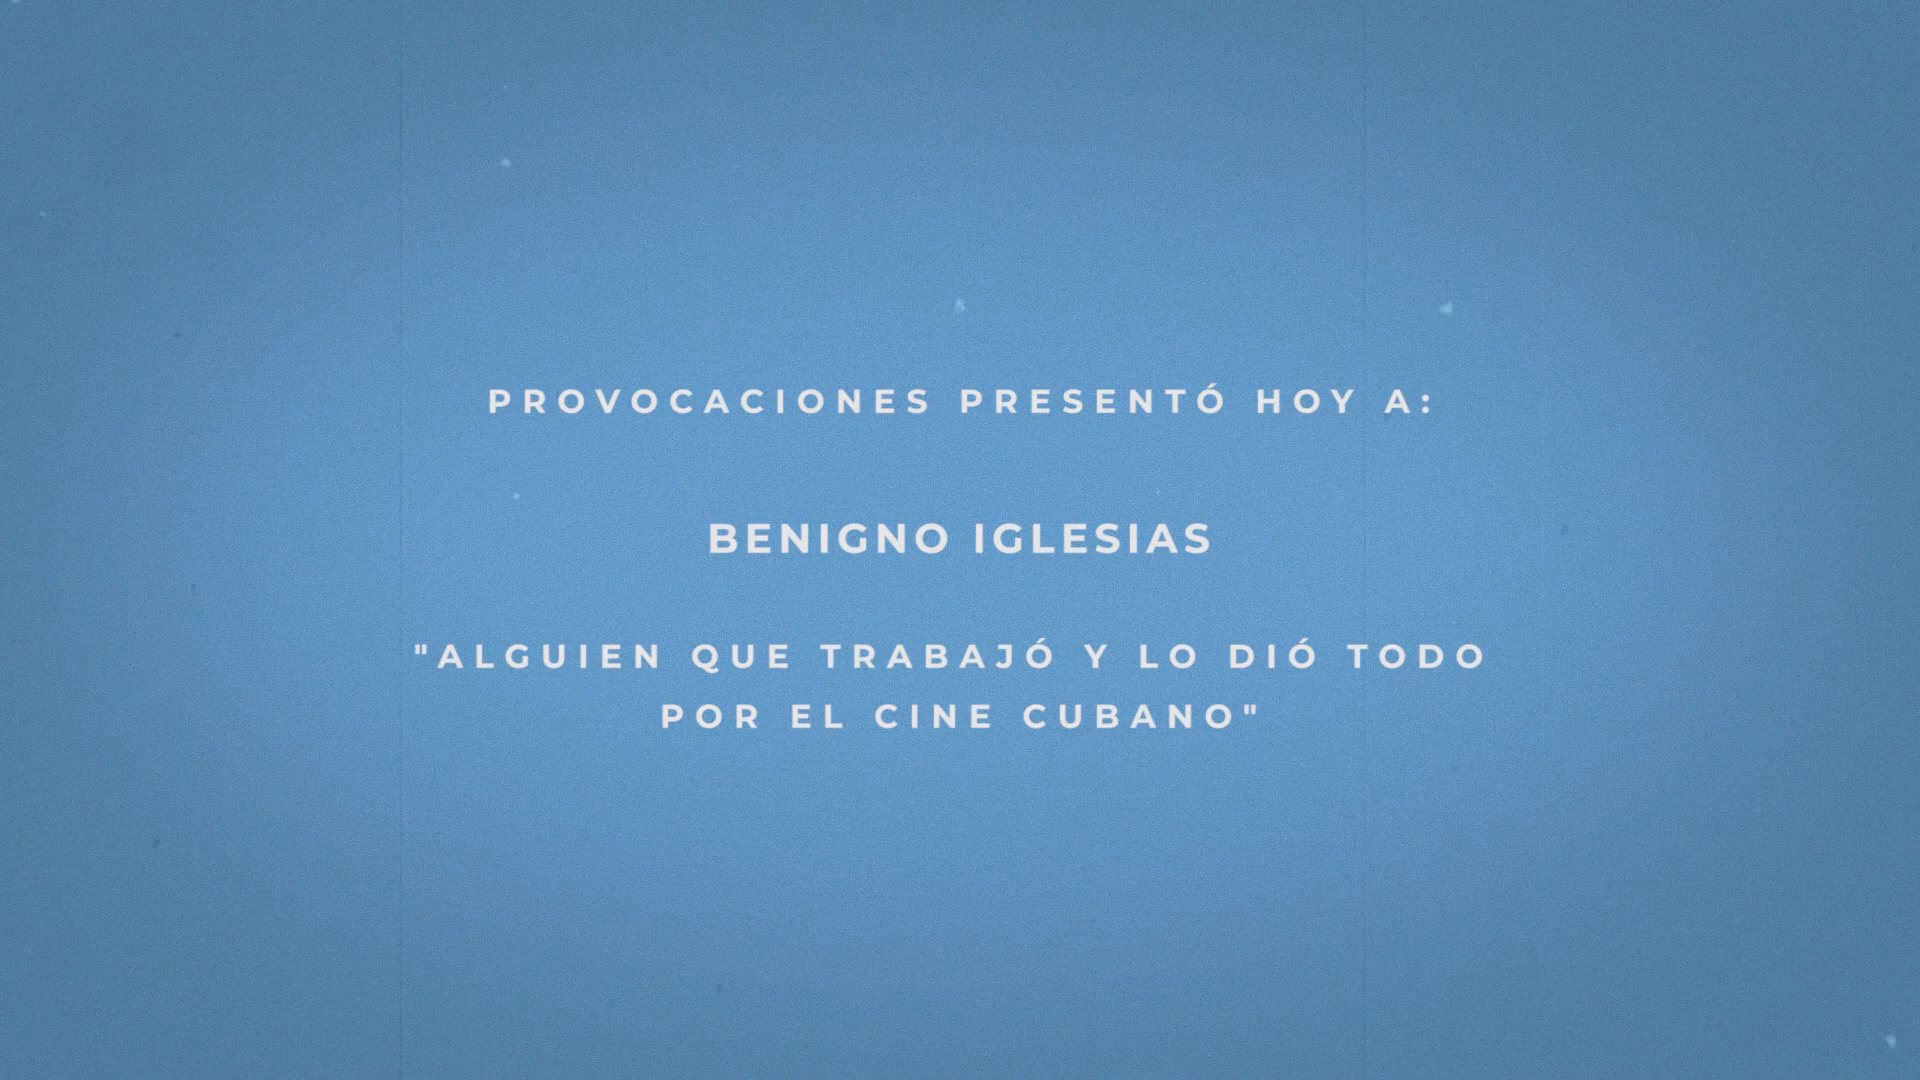 PROVOCACIONES PRESENTÓ HOY A:
BENIGNO IGLESIAS
"ALGUIEN QUE TRABAJÓ Y LO DIÓ TODO
POR EL CINE CUBANO"